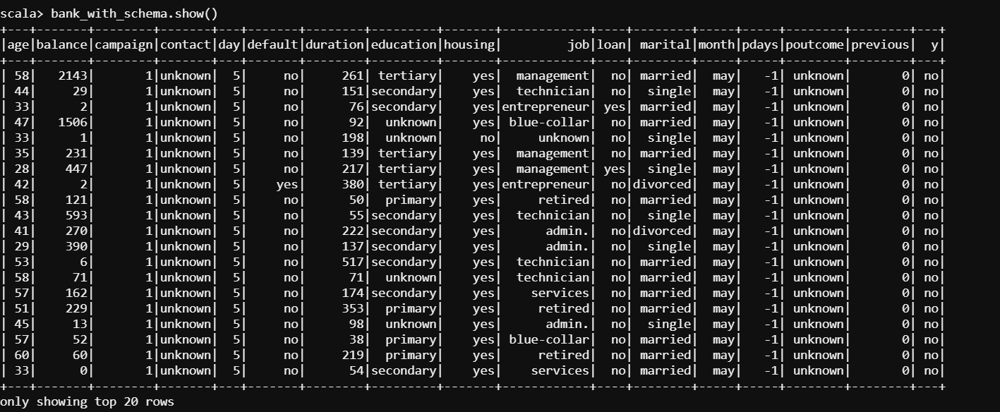 scala> bank_with_schema.show()
+---+-------+--------+-------+---+-------+--------+---------+-------+------------+----+--------+-----+-----+--------+--------+---+
|age|balance|campaign|contact|day|default|duration|education|housing|         job|loan| marital|month|pdays|poutcome|previous|  y|
+---+-------+--------+-------+---+-------+--------+---------+-------+------------+----+--------+-----+-----+--------+--------+---+
| 58|   2143|       1|unknown|  5|     no|     261| tertiary|    yes|  management|  no| married|  may|   -1| unknown|       0| no|
| 44|     29|       1|unknown|  5|     no|     151|secondary|    yes|  technician|  no|  single|  may|   -1| unknown|       0| no|
| 33|      2|       1|unknown|  5|     no|      76|secondary|    yes|entrepreneur| yes| married|  may|   -1| unknown|       0| no|
| 47|   1506|       1|unknown|  5|     no|      92|  unknown|    yes| blue-collar|  no| married|  may|   -1| unknown|       0| no|
| 33|      1|       1|unknown|  5|     no|     198|  unknown|     no|     unknown|  no|  single|  may|   -1| unknown|       0| no|
| 35|    231|       1|unknown|  5|     no|     139| tertiary|    yes|  management|  no| married|  may|   -1| unknown|       0| no|
| 28|    447|       1|unknown|  5|     no|     217| tertiary|    yes|  management| yes|  single|  may|   -1| unknown|       0| no|
| 42|      2|       1|unknown|  5|    yes|     380| tertiary|    yes|entrepreneur|  no|divorced|  may|   -1| unknown|       0| no|
| 58|    121|       1|unknown|  5|     no|      50|  primary|    yes|     retired|  no| married|  may|   -1| unknown|       0| no|
| 43|    593|       1|unknown|  5|     no|      55|secondary|    yes|  technician|  no|  single|  may|   -1| unknown|       0| no|
| 41|    270|       1|unknown|  5|     no|     222|secondary|    yes|      admin.|  no|divorced|  may|   -1| unknown|       0| no|
| 29|    390|       1|unknown|  5|     no|     137|secondary|    yes|      admin.|  no|  single|  may|   -1| unknown|       0| no|
| 53|      6|       1|unknown|  5|     no|     517|secondary|    yes|  technician|  no| married|  may|   -1| unknown|       0| no|
| 58|     71|       1|unknown|  5|     no|      71|  unknown|    yes|  technician|  no| married|  may|   -1| unknown|       0| no|
| 57|    162|       1|unknown|  5|     no|     174|secondary|    yes|    services|  no| married|  may|   -1| unknown|       0| no|
| 51|    229|       1|unknown|  5|     no|     353|  primary|    yes|     retired|  no| married|  may|   -1| unknown|       0| no|
| 45|     13|       1|unknown|  5|     no|      98|  unknown|    yes|      admin.|  no|  single|  may|   -1| unknown|       0| no|
| 57|     52|       1|unknown|  5|     no|      38|  primary|    yes| blue-collar|  no| married|  may|   -1| unknown|       0| no|
| 60|     60|       1|unknown|  5|     no|     219|  primary|    yes|     retired|  no| married|  may|   -1| unknown|       0| no|
| 33|      0|       1|unknown|  5|     no|      54|secondary|    yes|    services|  no| married|  may|   -1| unknown|       0| no|
+---+-------+--------+-------+---+-------+--------+---------+-------+------------+----+--------+-----+-----+--------+--------+---+
only showing top 20 rows